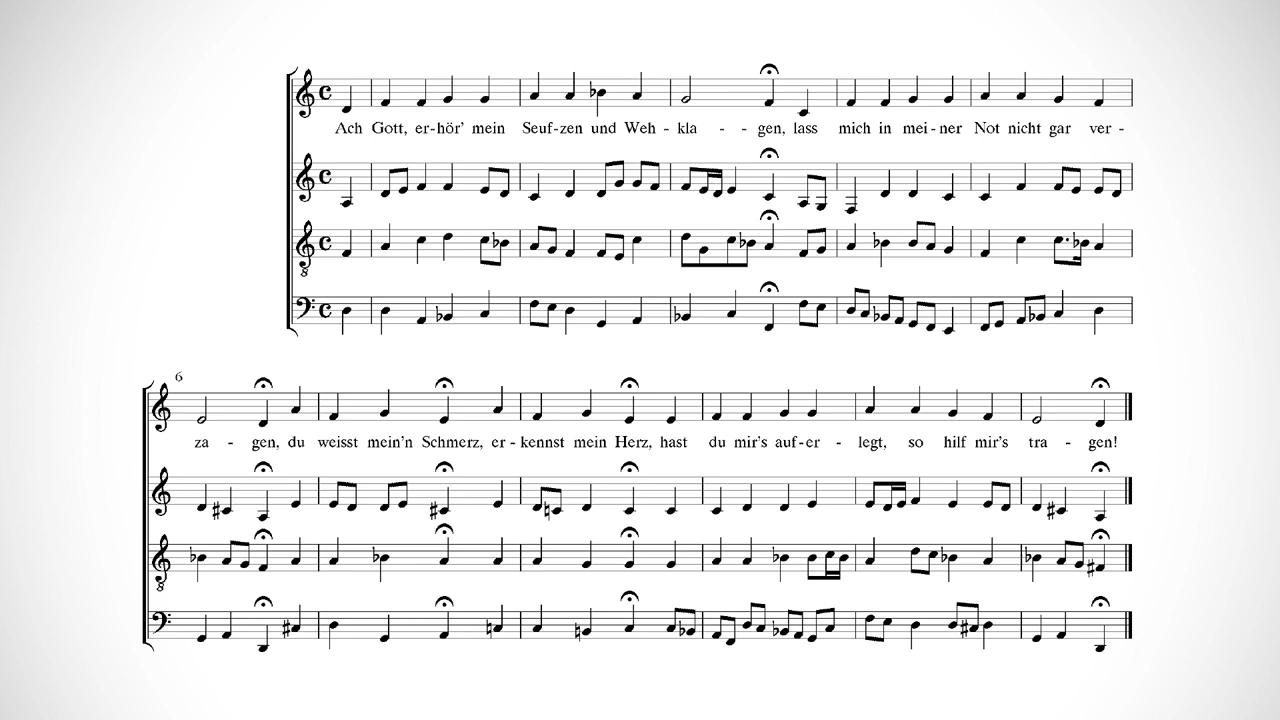 Ach Gott, er-hör' mein Seuf-zen und Weh-kla - - gen, lass mich in mei-ner Not nicht gar ver-
6
za - gen, du weisst mein'n Schmerz, er-kennst mein Herz, hast du mir's auf-er - legt, so hilf mir's tra - gen!